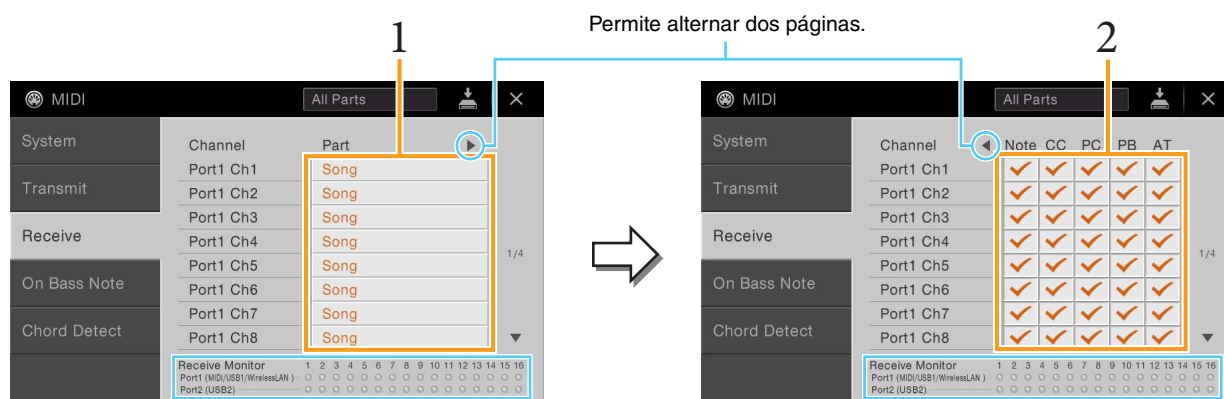 Permite alternar dos páginas.
1
2
MIDI
All Parts
System
Transmit
Receive
On Bass Note
Chord Detect
Channel Part
Port1 Ch1 Song
Port1 Ch2 Song
Port1 Ch3 Song
Port1 Ch4 Song
Port1 Ch5 Song
Port1 Ch6 Song
Port1 Ch7 Song
Port1 Ch8 Song
1/4
Receive Monitor 1 2 3 4 5 6 7 8 9 10 11 12 13 14 15 16
Port1 (MIDI/USB1/WirelessLAN)
Port2 (USB2)
MIDI
All Parts
System
Transmit
Receive
On Bass Note
Chord Detect
Channel Note CC PC PB AT
Port1 Ch1
Port1 Ch2
Port1 Ch3
Port1 Ch4
Port1 Ch5
Port1 Ch6
Port1 Ch7
Port1 Ch8
1/4
Receive Monitor 1 2 3 4 5 6 7 8 9 10 11 12 13 14 15 16
Port1 (MIDI/USB1/WirelessLAN)
Port2 (USB2)